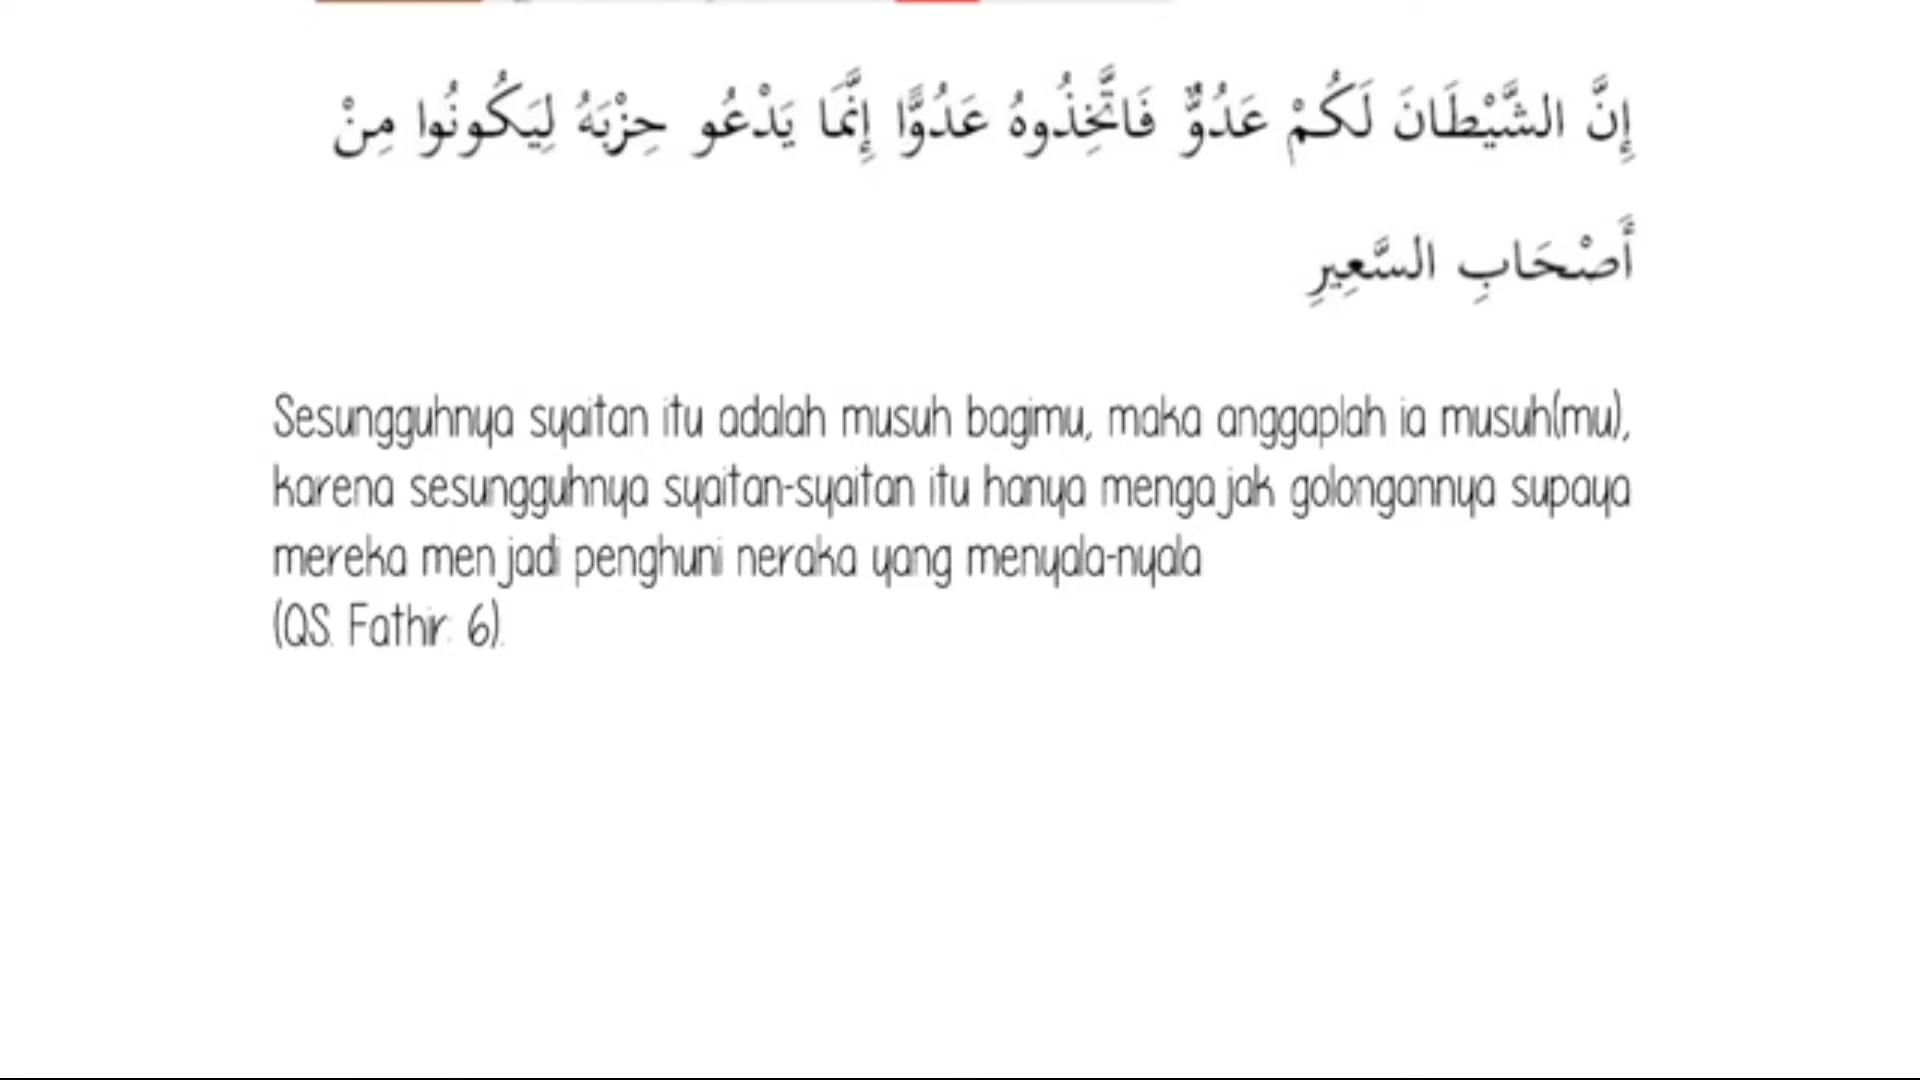 إِنَّ الشَّيْطَانَ لَكُمْ عَدُوٌّ فَاتَّخِذُوهُ عَدُوًّا إِنَّمَا يَدْعُو حِزْبَهُ لِيَكُونُوا مِنْ
أَصْحَابِ السَّعِيرِ
Sesungguhnya syaitan itu adalah musuh bagimu, maka anggaplah ia musuh(mu),
karena sesungguhnya syaitan-syaitan itu hanya mengajak golongannya supaya
mereka menjadi penghuni neraka yang menyala-nyala
(QS. Fathir: 6).